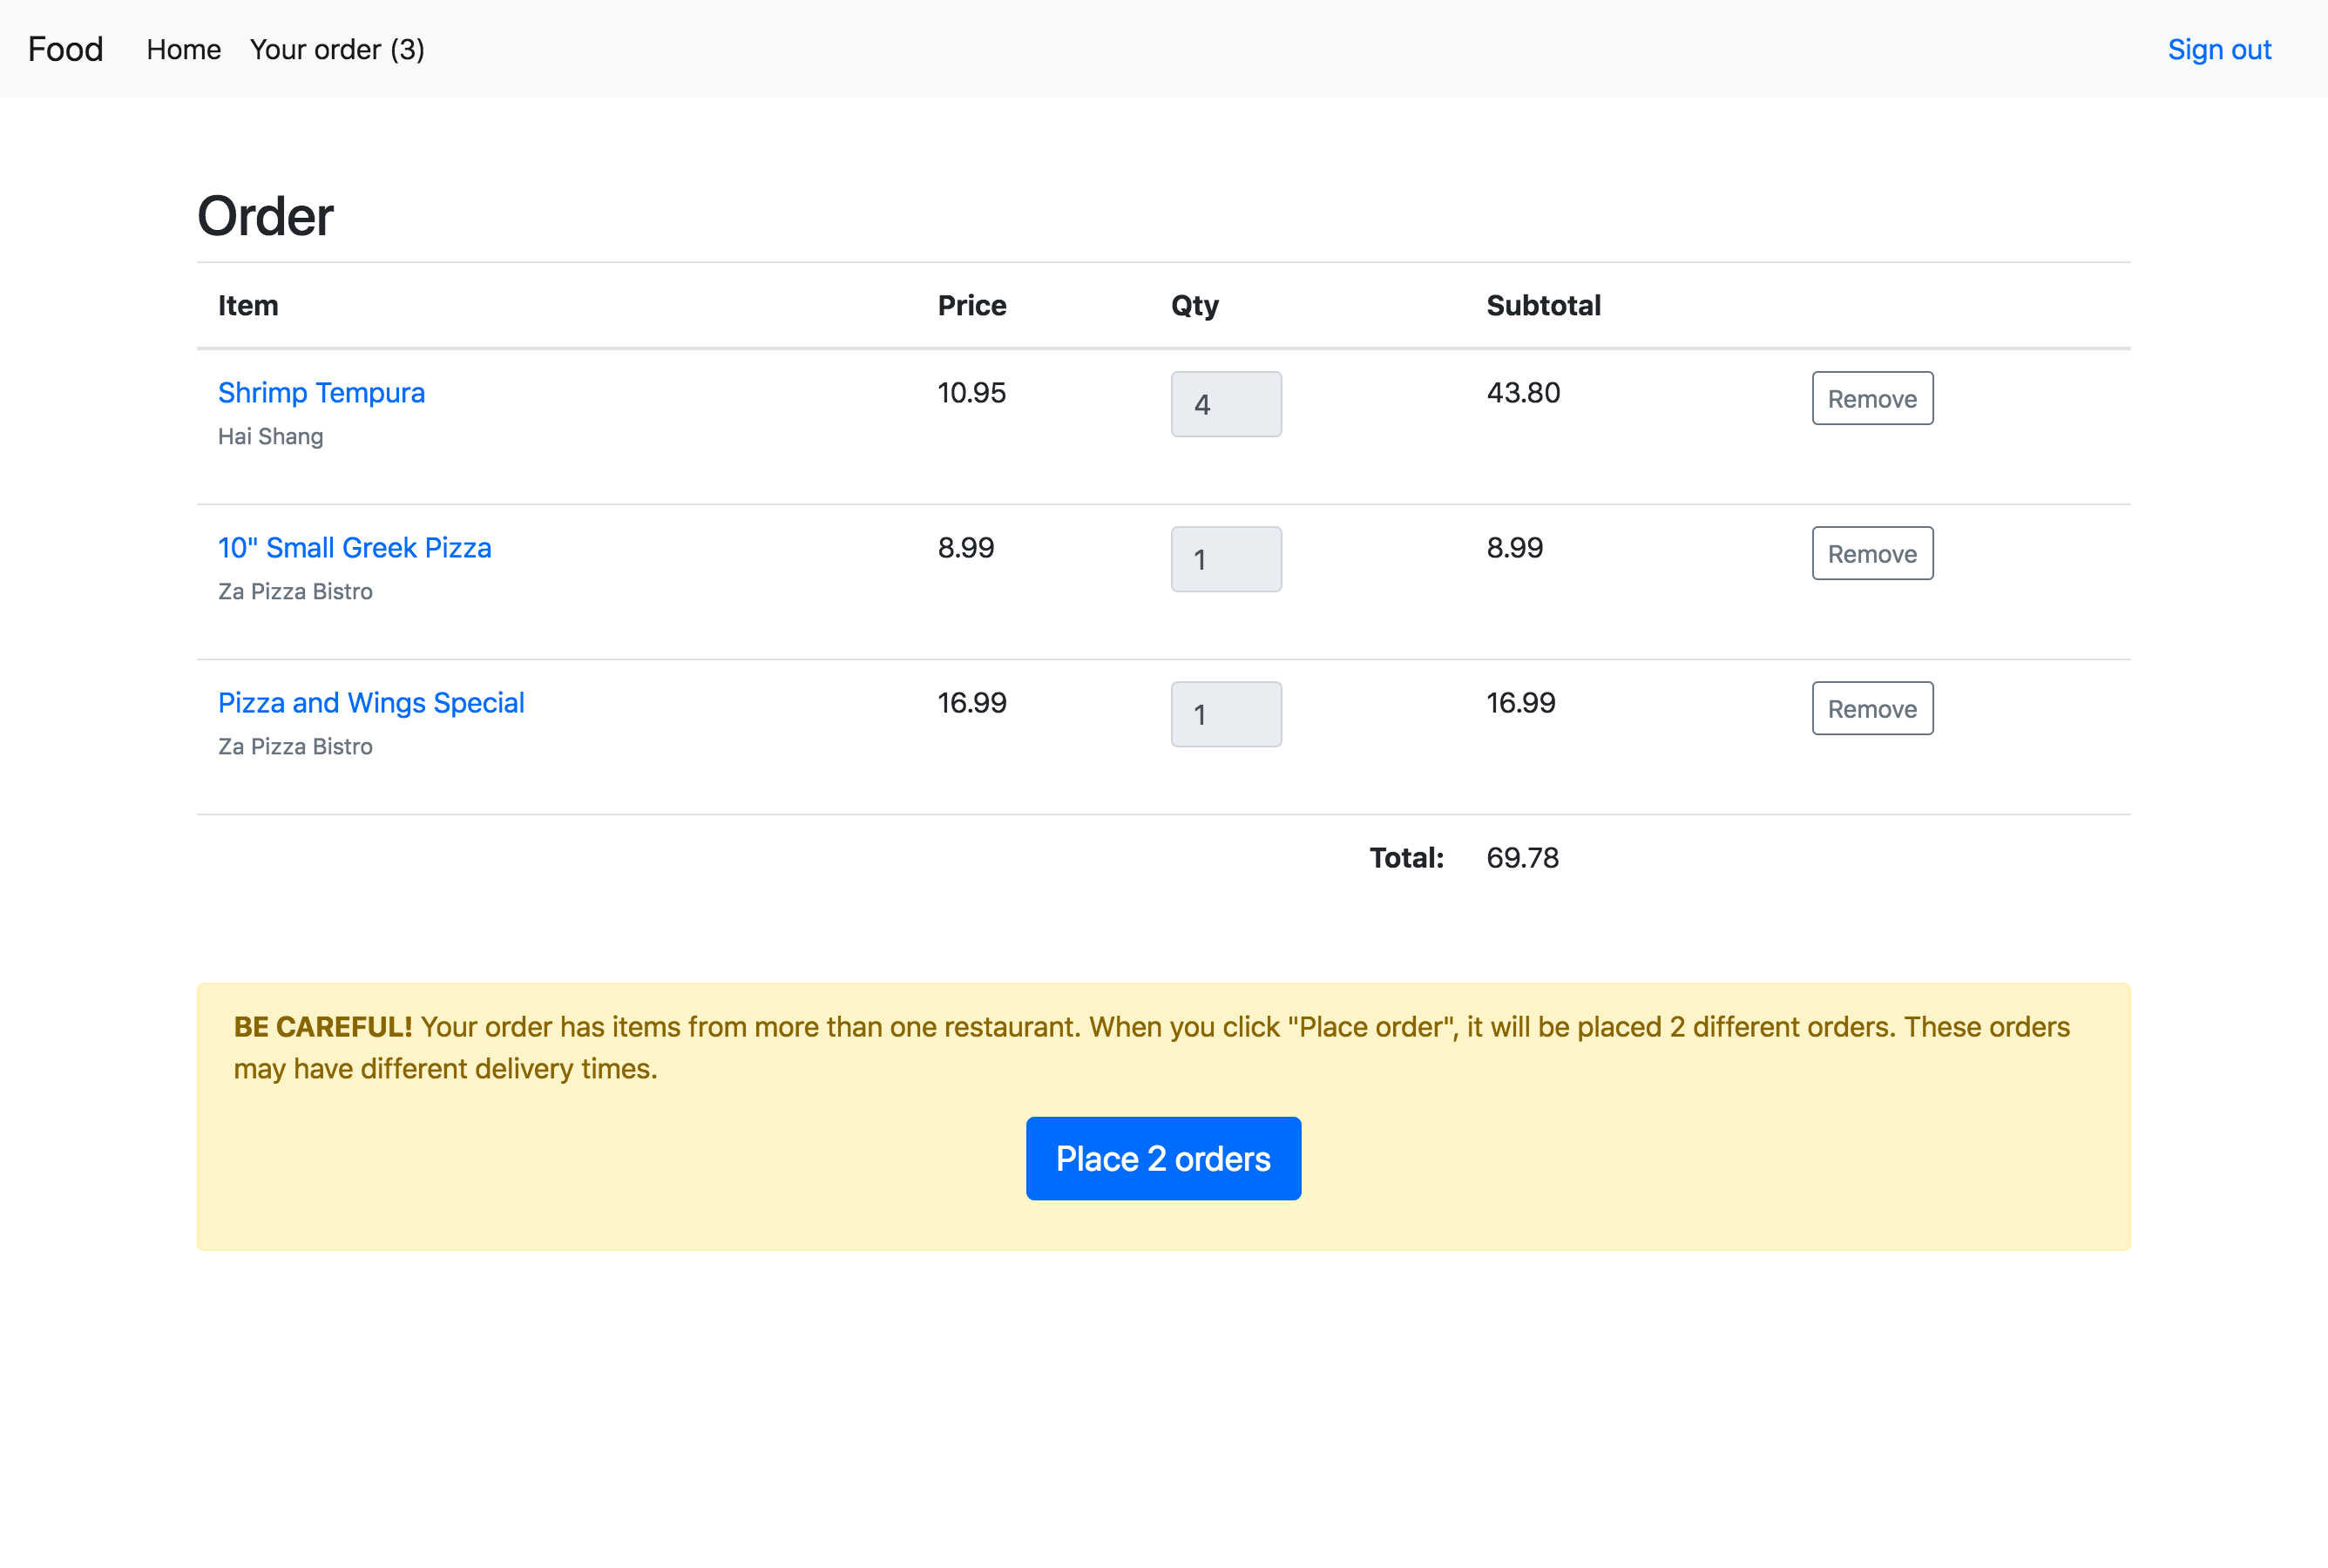 Food Home Your order (3) Sign out
Order
Item Price Qty Subtotal
Shrimp Tempura 10.95 4 43.80 Remove
Hai Shang
10" Small Greek Pizza 8.99 1 8.99 Remove
Za Pizza Bistro
Pizza and Wings Special 16.99 1 16.99 Remove
Za Pizza Bistro
Total: 69.78
BE CAREFUL! Your order has items from more than one restaurant. When you click "Place order", it will be placed 2 different orders. These orders
may have different delivery times.
Place 2 orders